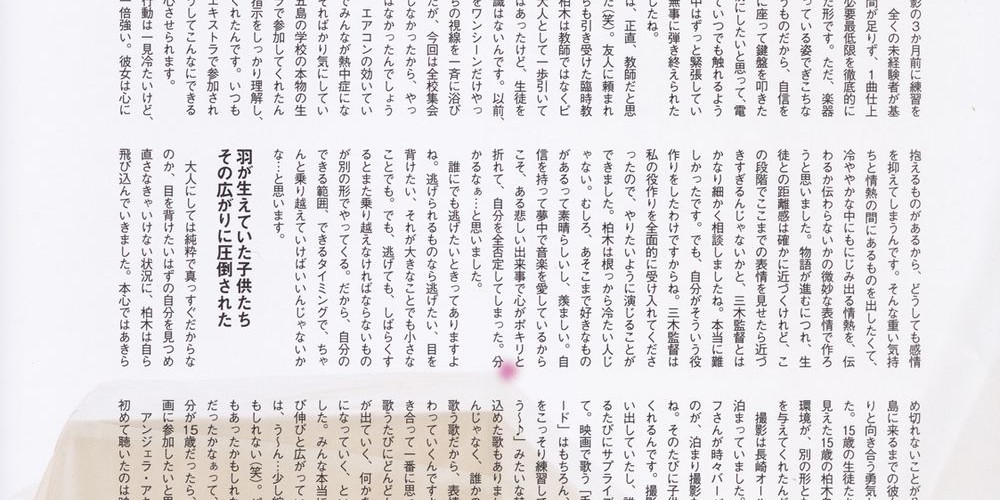 影の3か月前に練習を
全くの未経験者が基
間が足りず、1曲仕上
必要最低限を徹底的に
た形です。ただ、楽器
っている姿でぎこちな
うものだから、自信を
に座って鍵盤を叩きた
だしたいと思って、電
っていつでも触れるよう
中はずっと緊張してい
無事に弾き終えられた
したね。
は、正直、教師だと思
らも引き受けた臨時教
た(笑)。友人に頼まれ
柏木は教師ではなくピ
大人として一歩引いて
はあったけど、生徒を
識はないんです。以前、
をワンシーンだけやっ
ちの視線を一斉に浴び
だが、今回は全校集会
しなかったから、やっ
はなかったんでしょう
エアコンの効いてい
でみんなが熱中症にな
そればかり気にしてい
五島の学校の本物の生
ラで参加してくれたん
指示をしっかり理解し、
くれたんです。いつも
エキストラで参加され
どうしてこんなにできる
心させられます。
行動は一見冷たいけど、
一倍強い。彼女は心に
抱えるものがあるから、どうしても感情
を抑えてしまうんです。そんな重い気持
ちと情熱の間にあるものを出したくて、
冷ややかな中にもにじみ出る情熱を、伝
わるか伝わらないかの微妙な表情で作ろ
うと思いました。物語が進むにつれ、生
徒との距離感は確かに近づくけれど、こ
の段階でここまでの表情を見せたら近づ
きすぎるんじゃないかと、三木監督とは
かなり細かく相談しましたね。本当に難
しかったです。でも、自分がそういう役
作りをしたわけですからね。三木監督は
私の役作りを全面的に受け入れてくださ
ったので、やりたいように演じることが
できました。柏木は根っから冷たい人じ
ゃない。むしろ、あそこまで好きなもの
があるって素晴らしいし、羨ましい。自
信を持って夢中で音楽を愛しているから
こそ、ある悲しい出来事で心がポキリと
折れて、自分を全否定してしまった。分
かるなぁ…と思いました。
誰にでも逃げたいときってありますよ
ね。逃げられるものなら逃げたい、目を
背けたい、それが大きなことでも小さな
ことでも。でも、逃げても、しばらくす
るとまた乗り越えなければならないもの
が別の形でやってくる。だから、自分の
できる範囲、できるタイミングで、ちゃ
んと乗り越えていけばいいんじゃないか
な…と思います。
羽が生えていた子供たち
その広がりに圧倒された
大人にしては純粋で真っすぐだからな
のか、目を背けたいはずの自分を見つめ
直さなきゃいけない状況に、柏木は自ら
飛び込んでいきました。本心ではあきら
め切れないことが
島に来るまでの彼
りと向き合う勇気
た。15歳の生徒た
見えた15歳の柏木
環境が、別の形と
を与えてくれたん
撮影は長崎オール
泊まっていました。
フさんが時々バー
のが、泊まり撮影
ね。そのたびに子
くれるんです。撮
い出していたし、
るたびにサプライ
て。映画で歌う「手
ード」はもちろん、
をこっそり練習し
う〜♪」みたいな
込めた歌もありま
んじゃなく、誰か
歌う歌だから、表
わっていくんです
き合って一番に思
歌うたびにどんど
が出ていく、何か
になっていく、と
した。みんな本当に
び伸びと広がって
は、う〜ん…少し
もしれない(笑)。
もあったかもしれ
だったかなぁって
分が15歳だったら、
画に参加したいと思
アンジェラ・アキ
初めて聴いたのは